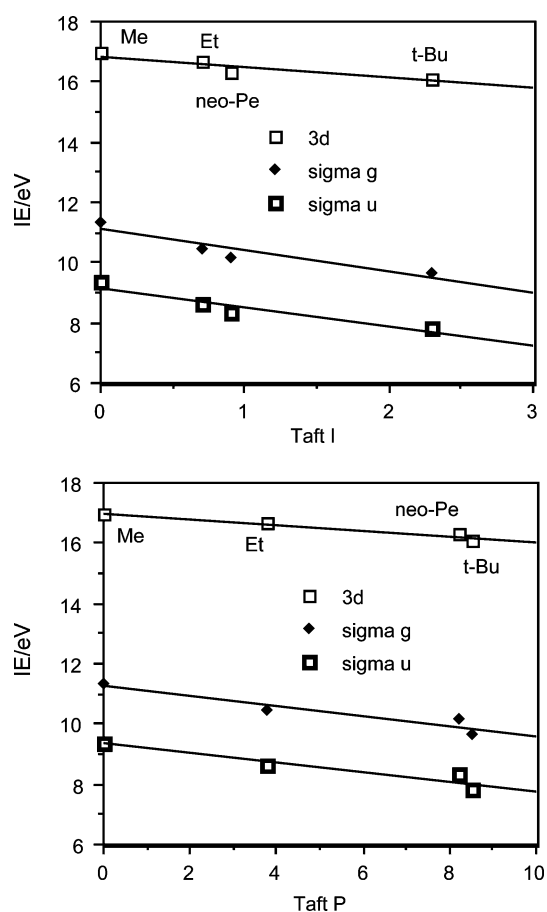 18
Me
Et
t-Bu
16
neo-Pe
14
3d
IE/eV
sigma g
12
sigma u
10
8
6
0
1
2
3
Taft I
18
neo-Pe
Me
Et
t-Bu
16
14
3d
IE/eV
sigma g
12
sigma u
10
8
6
0
2
4
6
8
10
Taft P